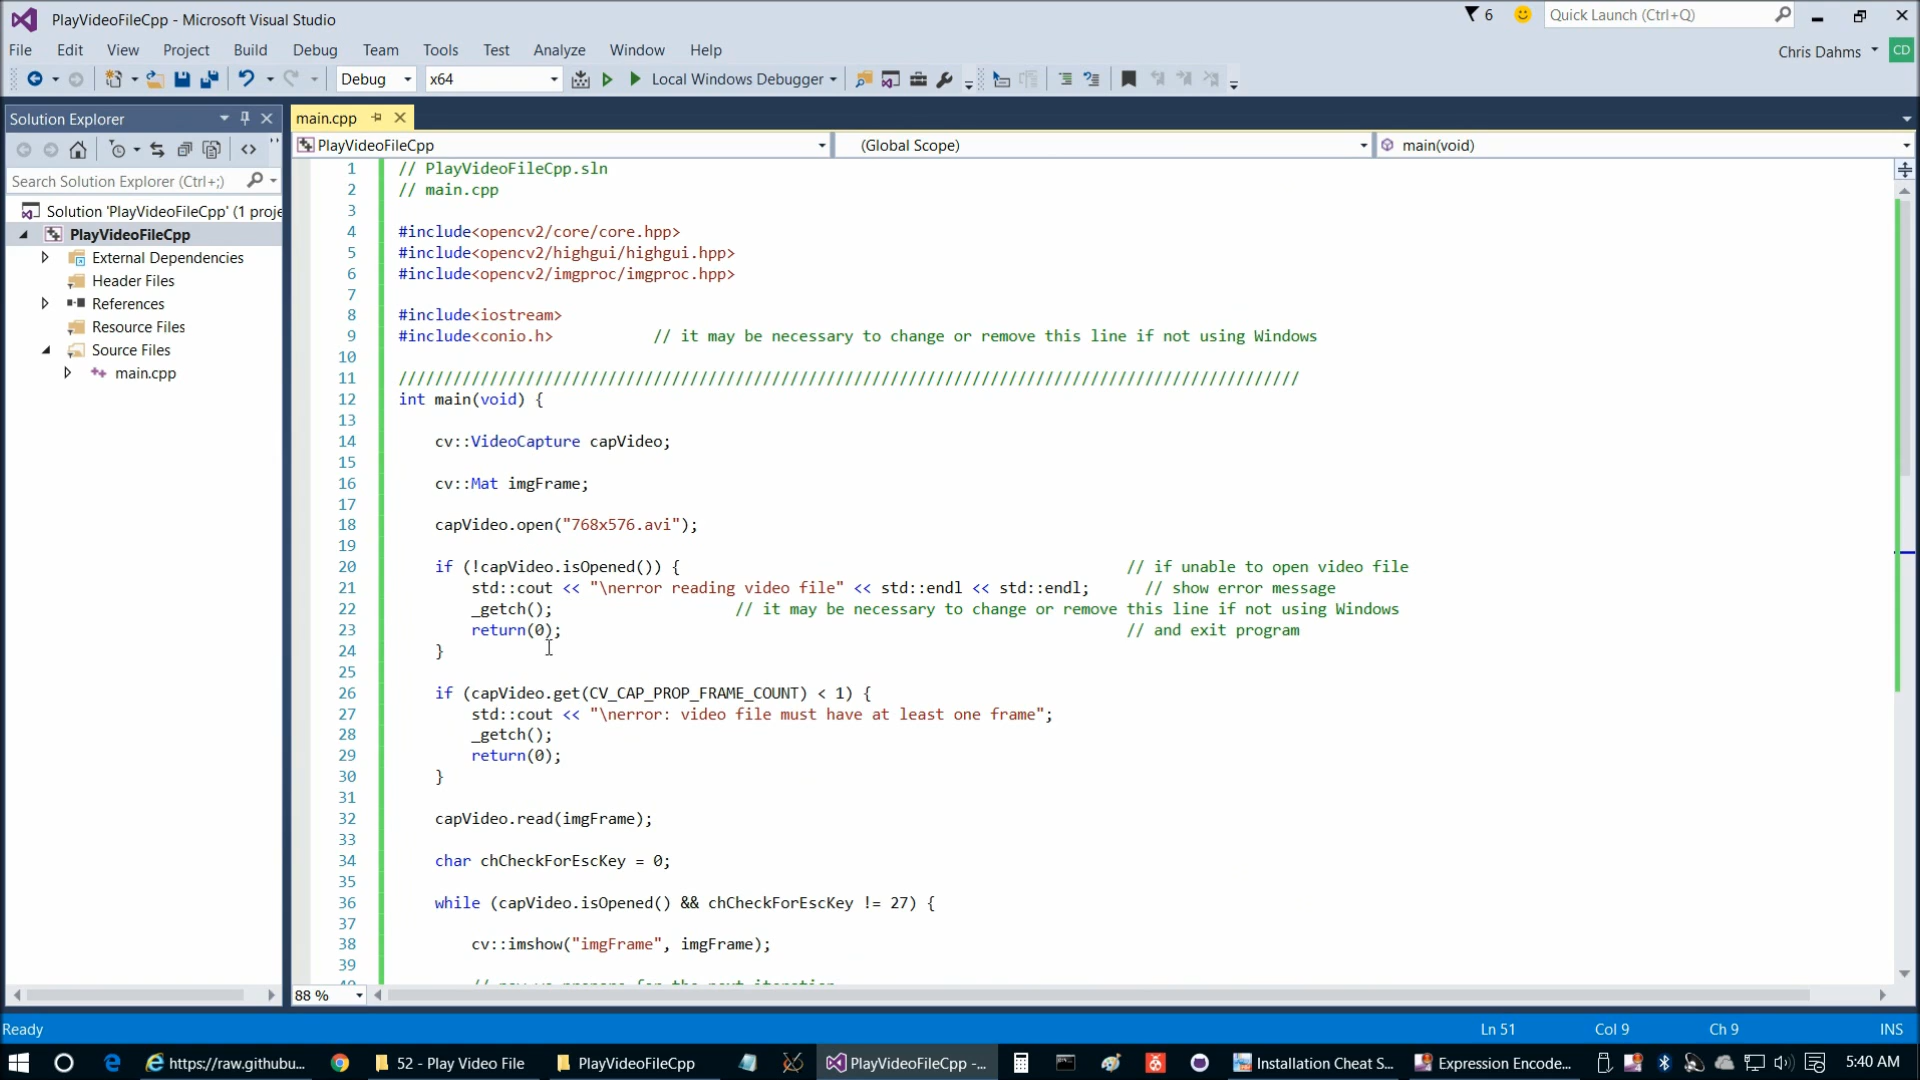 PlayVideoFileCpp - Microsoft Visual Studio
6
Quick Launch (Ctrl+Q)
File Edit View Project Build Debug Team Tools Test Analyze Window Help
Chris Dahms CD
Debug x64 Local Windows Debugger
Solution Explorer
Search Solution Explorer (Ctrl+;)
Solution 'PlayVideoFileCpp' (1 proje
PlayVideoFileCpp
External Dependencies
Header Files
References
Resource Files
Source Files
main.cpp
main.cpp
PlayVideoFileCpp (Global Scope) main(void)
1 // PlayVideoFileCpp.sln
2 // main.cpp
3
4 #include<opencv2/core/core.hpp>
5 #include<opencv2/highgui/highgui.hpp>
6 #include<opencv2/imgproc/imgproc.hpp>
7
8 #include<iostream>
9 #include<conio.h> // it may be necessary to change or remove this line if not using Windows
10
11 ///////////////////////////////////////////////////////////////////////////////////////////////////
12 int main(void) {
13
14 cv::VideoCapture capVideo;
15
16 cv::Mat imgFrame;
17
18 capVideo.open("768x576.avi");
19
20 if (!capVideo.isOpened()) { // if unable to open video file
21 std::cout << "\nerror reading video file" << std::endl << std::endl; // show error message
22 _getch(); // it may be necessary to change or remove this line if not using Windows
23 return(0); // and exit program
24 }
25
26 if (capVideo.get(CV_CAP_PROP_FRAME_COUNT) < 1) {
27 std::cout << "\nerror: video file must have at least one frame";
28 _getch();
29 return(0);
30 }
31
32 capVideo.read(imgFrame);
33
34 char chCheckForEscKey = 0;
35
36 while (capVideo.isOpened() && chCheckForEscKey != 27) {
37
38 cv::imshow("imgFrame", imgFrame);
39
88 %
Ready Ln 51 Col 9 Ch 9 INS
https://raw.githubu... 52 - Play Video File PlayVideoFileCpp PlayVideoFileCpp -... Installation Cheat S... Expression Encode... 5:40 AM